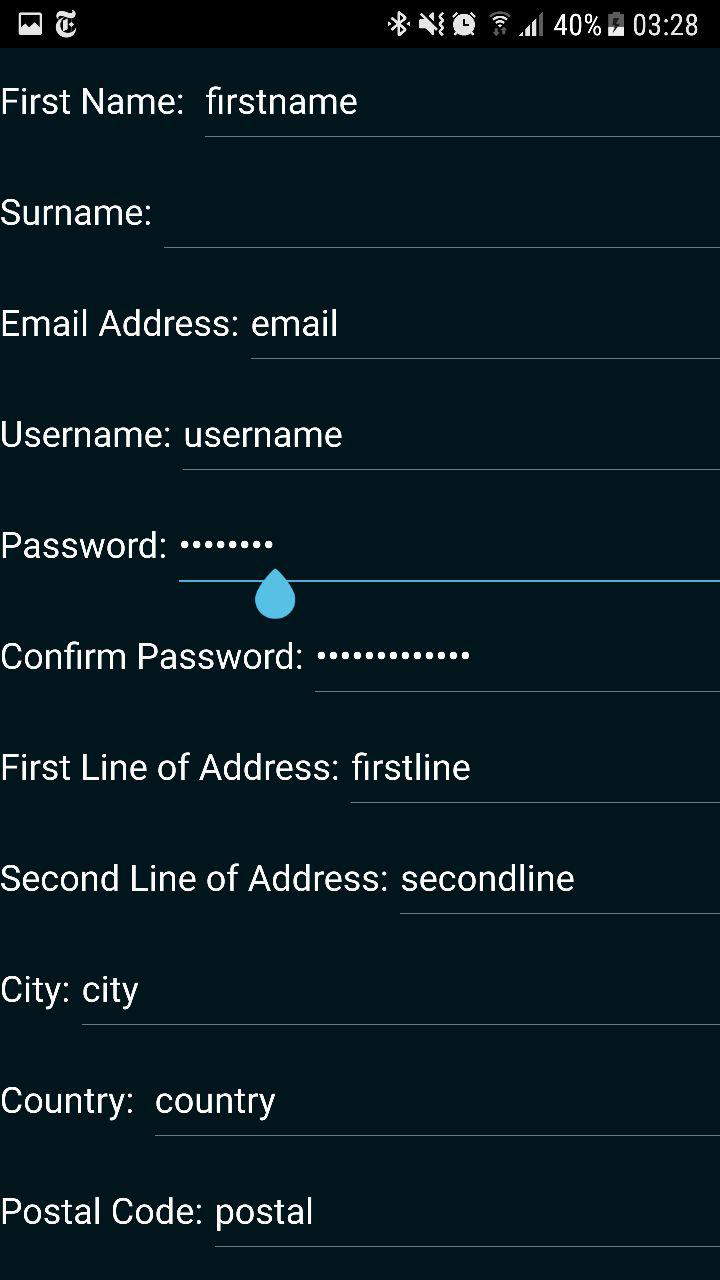 40% 03:28
First Name: firstname
Surname:
Email Address: email
Username: username
Password: ••••••••
Confirm Password: •••••••••••••
First Line of Address: firstline
Second Line of Address: secondline
City: city
Country: country
Postal Code: postal